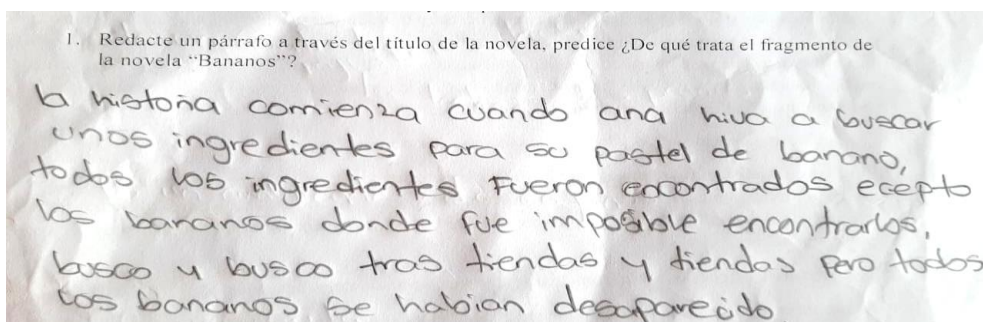 1. Redacte un párrafo a través del título de la novela, predice ¿De qué trata el fragmento de
la novela “Bananos”?
la historia comienza cuando ana hiva a buscar
unos ingredientes para su pastel de banano,
todos los ingredientes fueron encontrados ecepto
los bananos donde fue imposible encontrarlos,
busco y busco tras tiendas y tiendas pero todos
los bananos se habian desaparecido